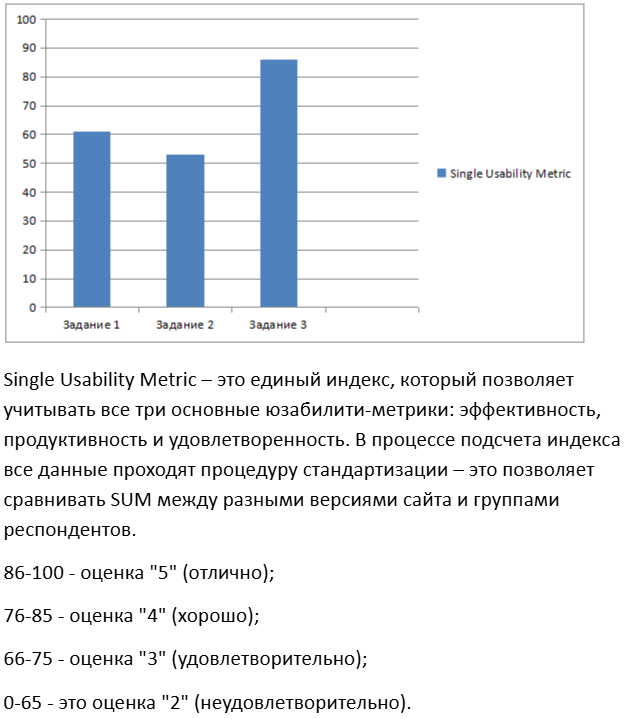 100
90
80
70
60
50
40
30
20
10
0
Задание 1 Задание 2 Задание 3
Single Usability Metric
Single Usability Metric – это единый индекс, который позволяет
учитывать все три основные юзабилити-метрики: эффективность,
продуктивность и удовлетворенность. В процессе подсчета индекса
все данные проходят процедуру стандартизации – это позволяет
сравнивать SUM между разными версиями сайта и группами
респондентов.
86-100 - оценка "5" (отлично);
76-85 - оценка "4" (хорошо);
66-75 - оценка "3" (удовлетворительно);
0-65 - это оценка "2" (неудовлетворительно).